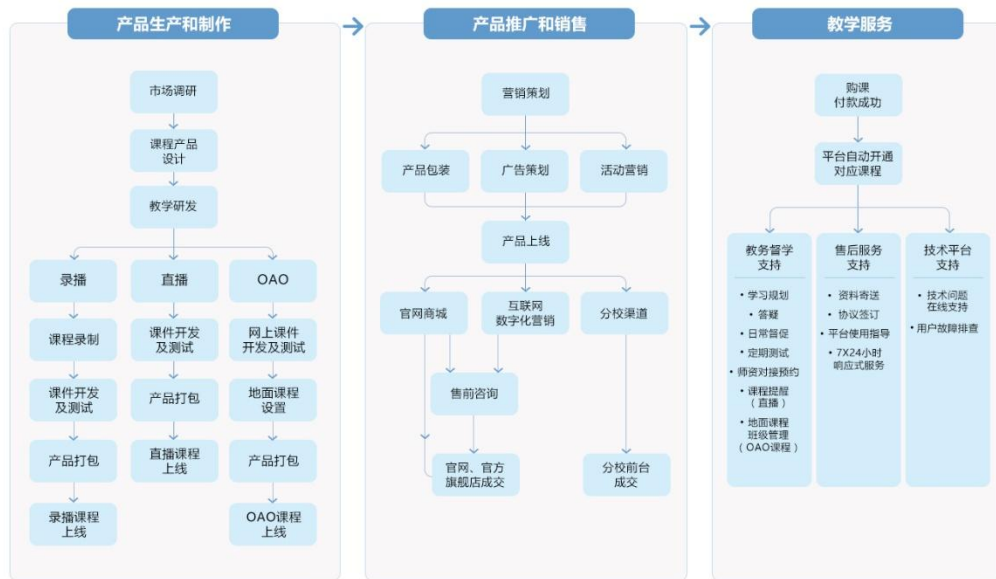 产品生产和制作
市场调研
课程产品
设计
教学研发
录播
课程录制
课件开发
及测试
产品打包
录播课程
上线
直播
课件开发
及测试
产品打包
直播课程
上线
OAO
网上课件
开发及测试
地面课程
设置
产品打包
OAO课程
上线
产品推广和销售
营销策划
产品包装
广告策划
活动营销
产品上线
官网商城
互联网
数字化营销
分校渠道
售前咨询
官网、官方
旗舰店成交
分校前台
成交
教学服务
购课
付款成功
平台自动开通
对应课程
教务督学
支持
• 学习规划
• 答疑
• 日常督促
• 定期测试
• 师资对接预约
• 课程提醒
（直播）
• 地面课程
班级管理
（OAO课程）
售后服务
支持
• 资料寄送
• 协议签订
• 平台使用指导
• 7X24小时
响应式服务
技术平台
支持
• 技术问题
在线支持
• 用户故障排查